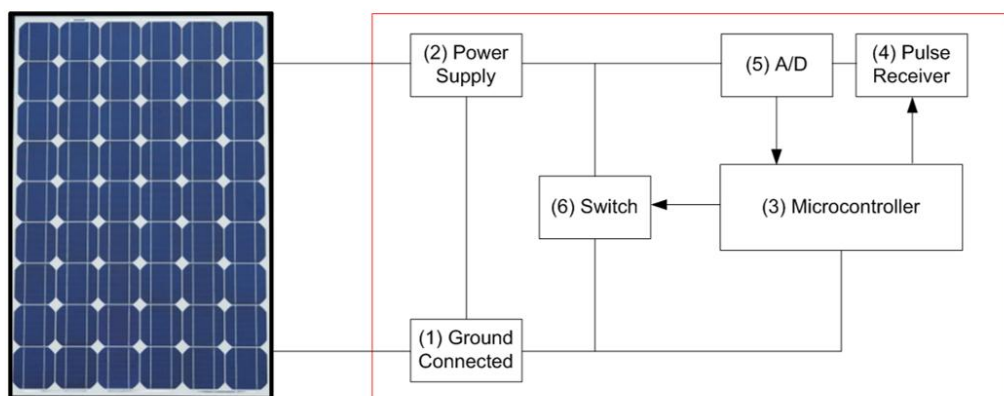 (2) Power
Supply
(5) A/D
(4) Pulse
Receiver
(6) Switch
(3) Microcontroller
(1) Ground
Connected